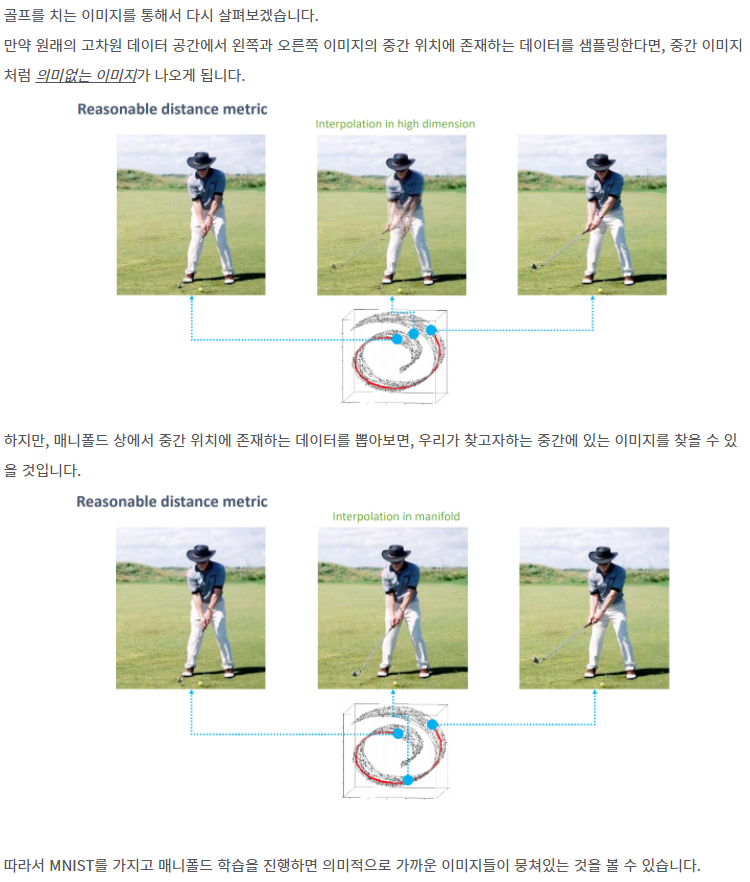 골프를 치는 이미지를 통해서 다시 살펴보겠습니다.
만약 원래의 고차원 데이터 공간에서 왼쪽과 오른쪽 이미지의 중간 위치에 존재하는 데이터를 샘플링한다면, 중간 이미지
처럼 의미없는 이미지가 나오게 됩니다.
Reasonable distance metric
Interpolation in high dimension
하지만, 매니폴드 상에서 중간 위치에 존재하는 데이터를 뽑아보면, 우리가 찾고자하는 중간에 있는 이미지를 찾을 수 있
을 것입니다.
Reasonable distance metric
Interpolation in manifold
따라서 MNIST를 가지고 매니폴드 학습을 진행하면 의미적으로 가까운 이미지들이 뭉쳐있는 것을 볼 수 있습니다.